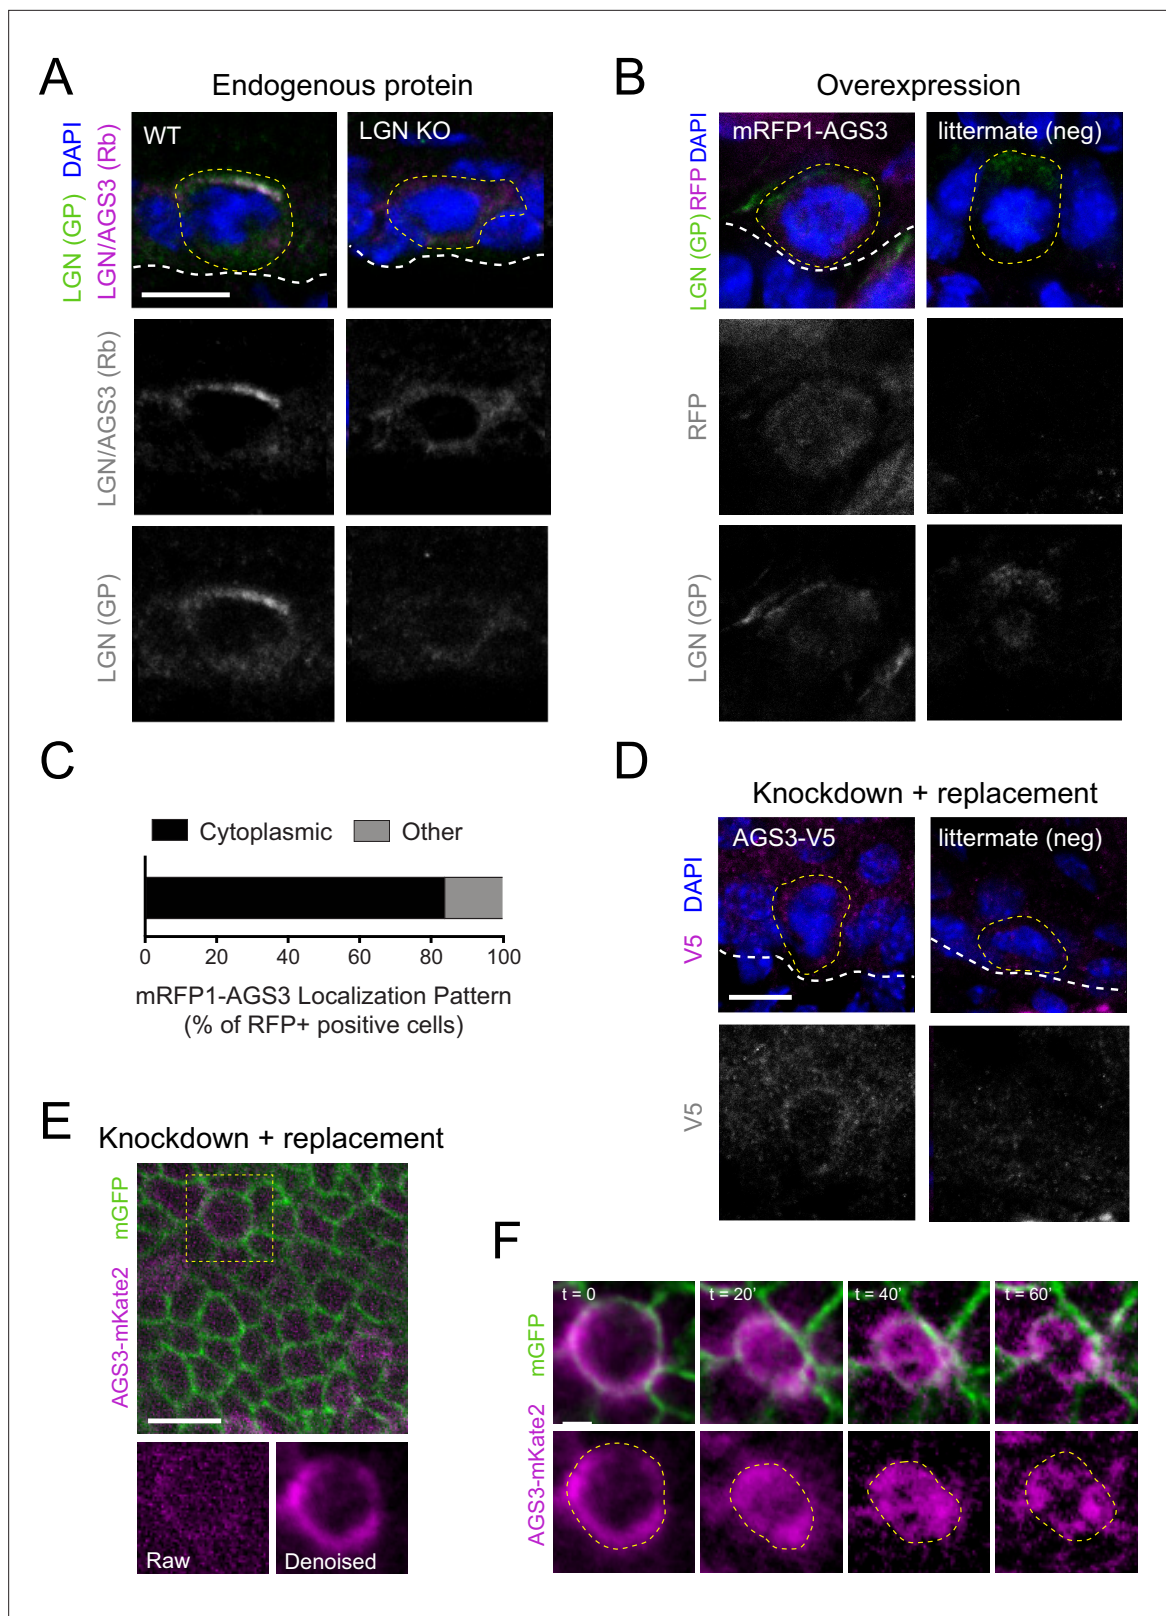 A
Endogenous protein
LGN (GP) DAPI
LGN/AGS3 (Rb)
WT
LGN KO
LGN/AGS3 (Rb)
LGN (GP)
B
Overexpression
LGN (GP) RFP DAPI
mRFP1-AGS3
littermate (neg)
RFP
LGN (GP)
C
Cytoplasmic
Other
0 20 40 60 80 100
mRFP1-AGS3 Localization Pattern
(% of RFP+ positive cells)
D
Knockdown + replacement
V5 DAPI
AGS3-V5
littermate (neg)
V5
E
Knockdown + replacement
AGS3-mKate2 mGFP
Raw
Denoised
F
AGS3-mKate2 mGFP
t = 0
t = 20'
t = 40'
t = 60'